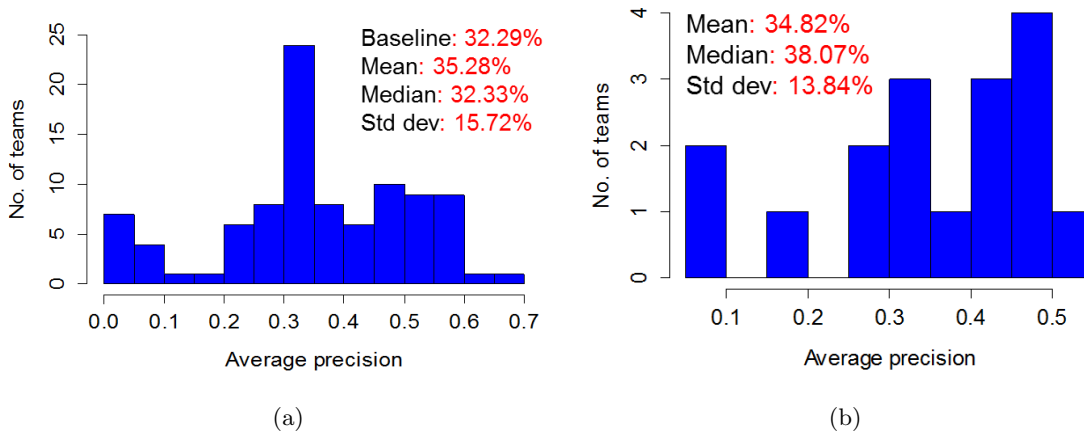 25
20
15
10
5
0
No. of teams
Baseline: 32.29%
Mean: 35.28%
Median: 32.33%
Std dev: 15.72%
0.0 0.1 0.2 0.3 0.4 0.5 0.6 0.7
Average precision
(a)
4
3
2
1
0
No. of teams
Mean: 34.82%
Median: 38.07%
Std dev: 13.84%
0.1 0.2 0.3 0.4 0.5
Average precision
(b)